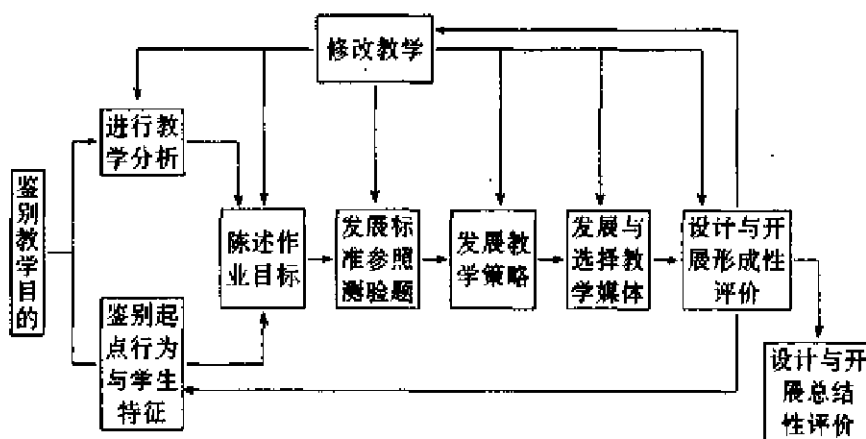 修改教学
进行教
学分析
鉴别教学目的
陈述作
业目标
发展标
准参照
测验题
发展教
学策略
发展与
选择教
学媒体
设计与开
展形成性
评价
鉴别起
点行为
与学生
特征
设计与开
展总结
性评价